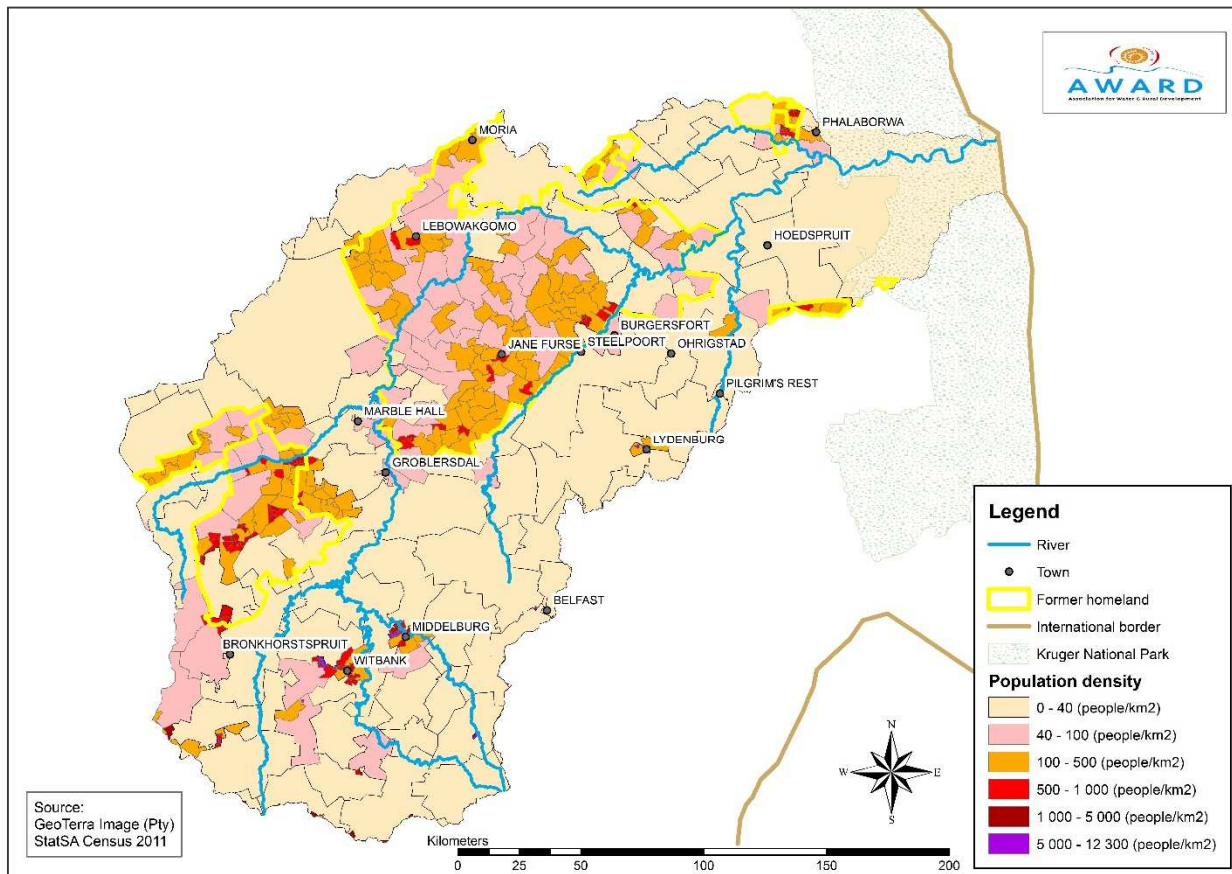 AWARD
Association for Water & Rural Development
MORIA
PHALABORWA
LEBOWAKGOMO
HOEDSPRUIT
BURGERSFORT
JANE FURSE
STEELPOORT
OHRIGSTAD
PILGRIM'S REST
MARBLE HALL
LYDENBURG
GROBLERSDAL
BELFAST
MIDDELBURG
BRONKHORSTSPRUIT
WITBANK
Legend
River
Town
Former homeland
International border
Kruger National Park
Population density
0 - 40 (people/km2)
40 - 100 (people/km2)
100 - 500 (people/km2)
500 - 1 000 (people/km2)
1 000 - 5 000 (people/km2)
5 000 - 12 300 (people/km2)
N
W
E
S
Source:
GeoTerra Image (Pty)
StatSA Census 2011
Kilometers
0 25 50 100 150 200